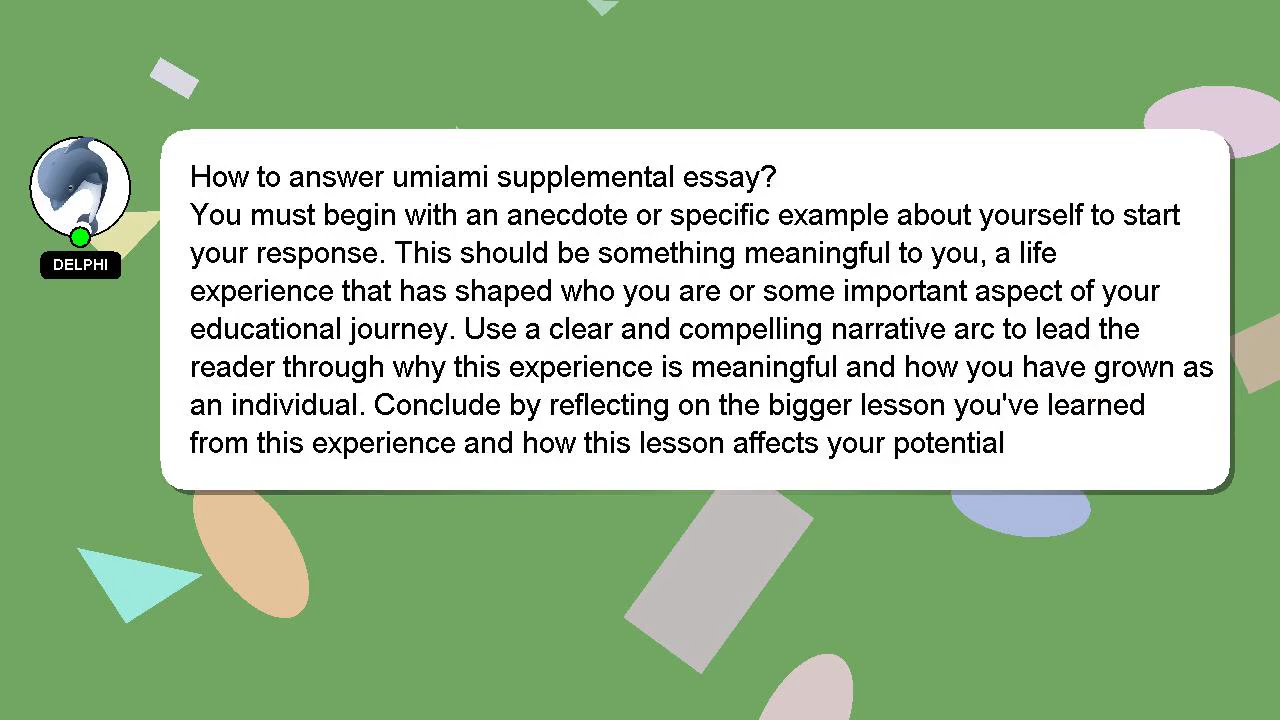 DELPHI
How to answer umiami supplemental essay?
You must begin with an anecdote or specific example about yourself to start
your response. This should be something meaningful to you, a life
experience that has shaped who you are or some important aspect of your
educational journey. Use a clear and compelling narrative arc to lead the
reader through why this experience is meaningful and how you have grown as
an individual. Conclude by reflecting on the bigger lesson you've learned
from this experience and how this lesson affects your potential